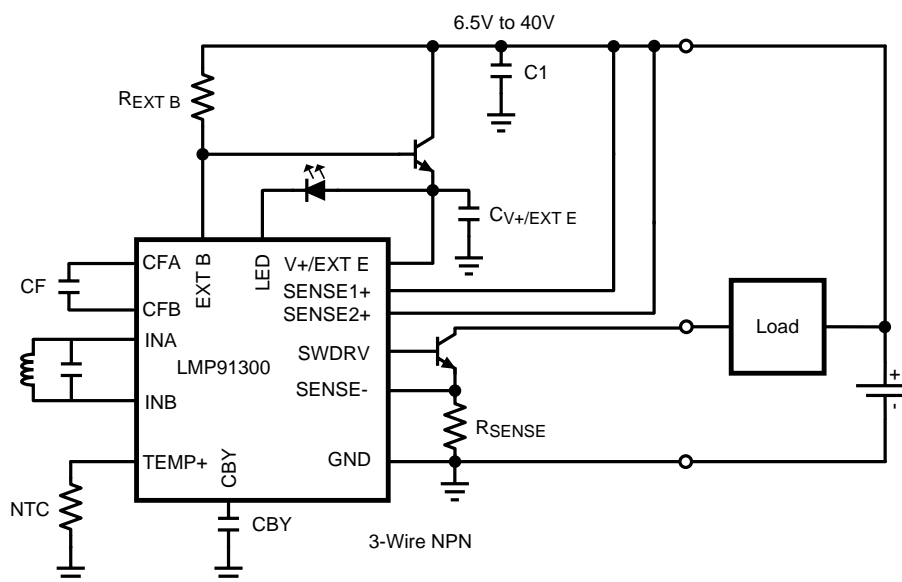 6.5V to 40V
C1
REXT B
CV+/EXT E
CFA
EXT B
LED
V+/EXT E
SENSE1+
CF
CFB
SENSE2+
INA
SWDRV
Load
LMP91300
SENSE-
INB
RSENSE
+
-
TEMP+
CBY
GND
NTC
CBY
3-Wire NPN